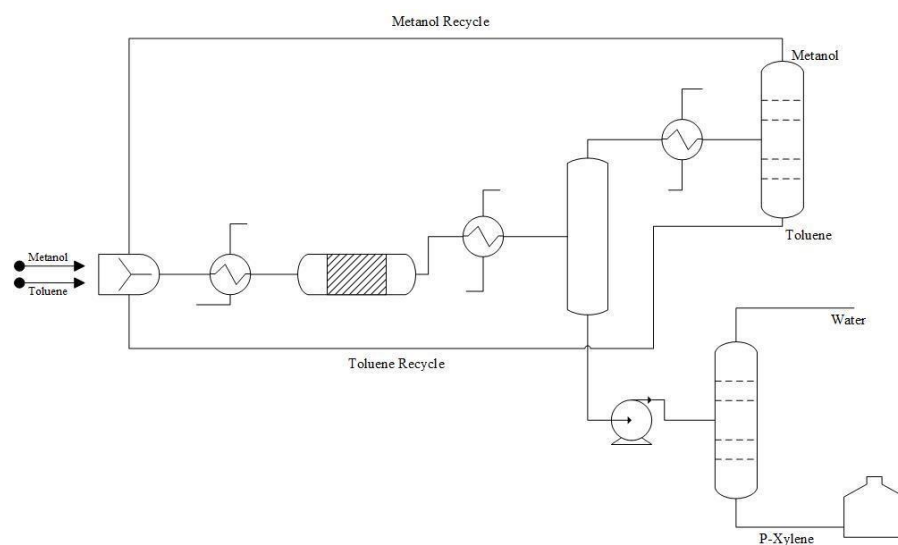 Metanol Recycle
Metanol
Metanol
Toluene
Toluene
Toluene Recycle
Water
P-Xylene